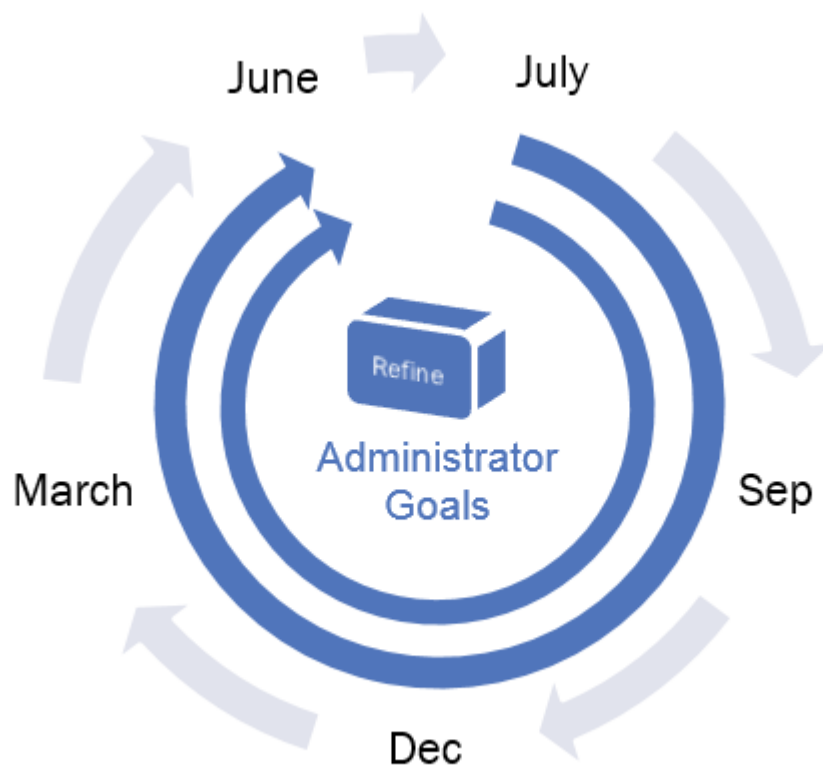 June
July
Refine
Administrator
Goals
March
Sep
Dec